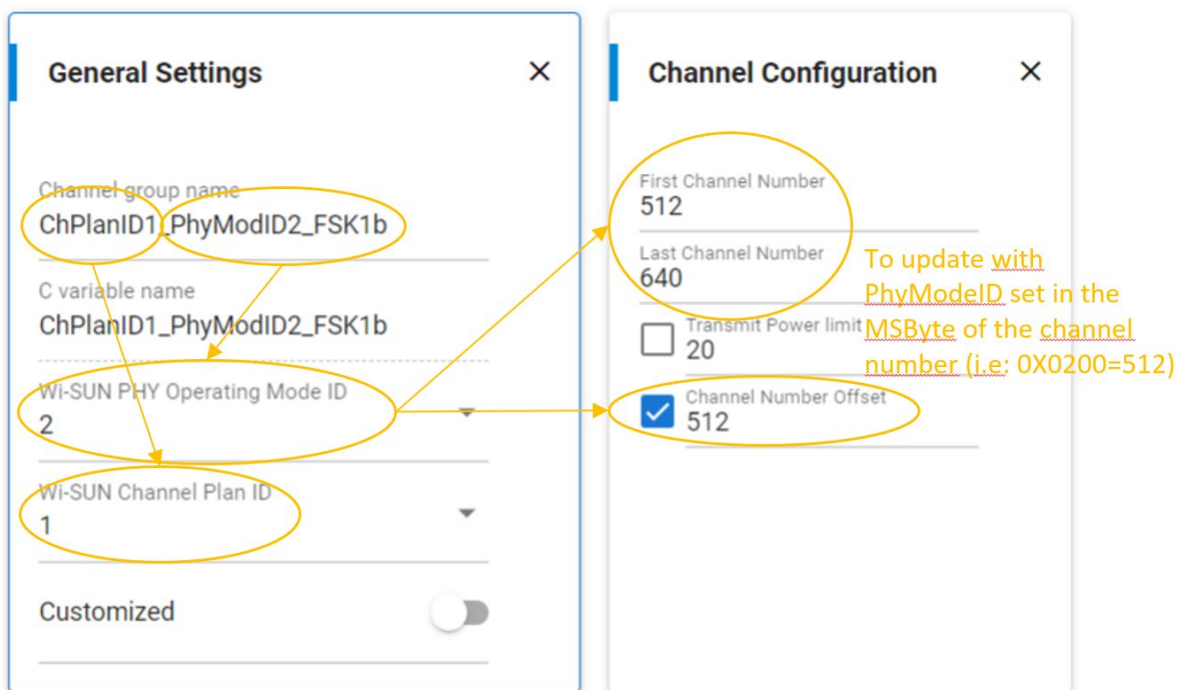 General Settings
Channel group name
ChPlanID1_PhyModID2_FSK1b
C variable name
ChPlanID1_PhyModID2_FSK1b
Wi-SUN PHY Operating Mode ID
2
Wi-SUN Channel Plan ID
1
Customized
Channel Configuration
First Channel Number
512
Last Channel Number
640
Transmit Power limit
20
Channel Number Offset
512
To update with
PhyModeID set in the
MSByte of the channel
number (i.e: 0X0200=512)